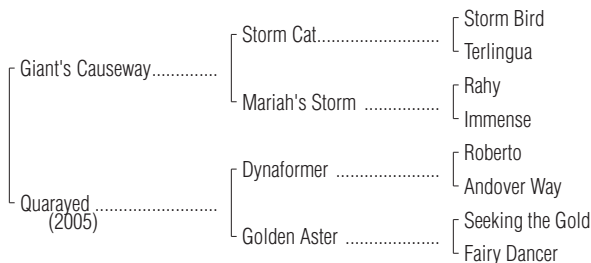 Storm Bird
Storm Cat........................
Terlingua
Giant's Causeway.............
Rahy
Mariah's Storm ...............
Immense
Roberto
Dynaformer ....................
Andover Way
Quarayed ........................
(2005)
Seeking the Gold
Golden Aster ..................
Fairy Dancer